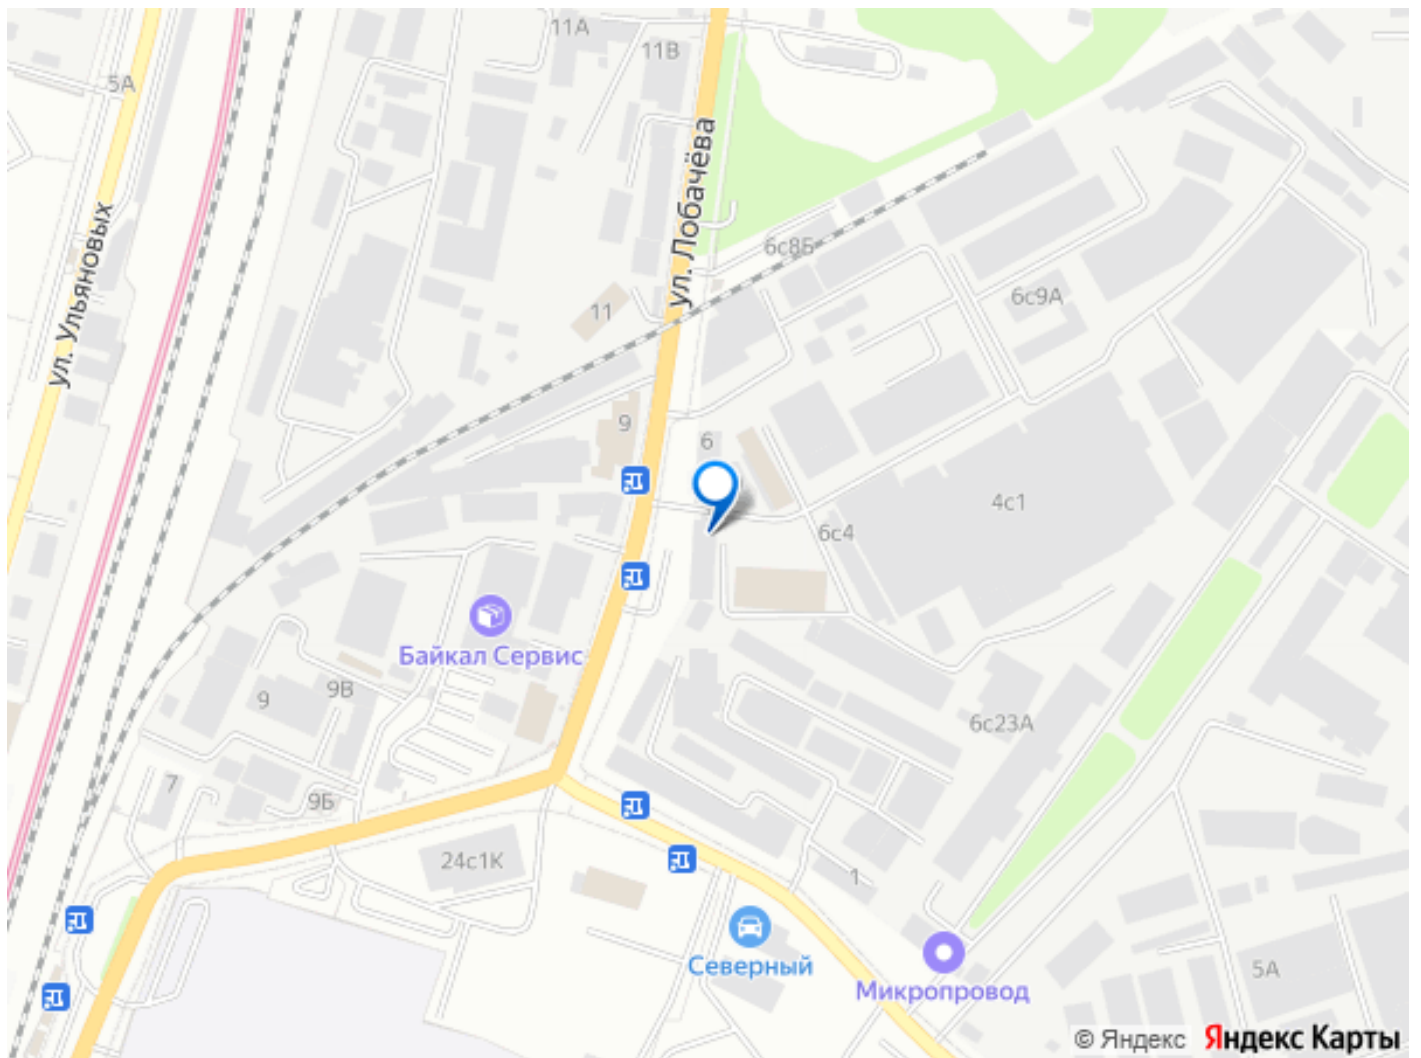 11А
11В
5А
ул. Лобачёва
ул. Ульяновых
6с8Б
6с9А
11
9
6
4с1
6с4
Байкал Сервис
9В
9
6с23А
7
9Б
24с1К
1
Северный
Микропровод
5А
© Яндекс Яндекс Карты